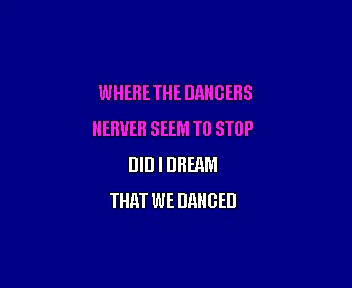 WHERE THE DANCERS
NERVER SEEM TO STOP
DID I DREAM
THAT WE DANCED